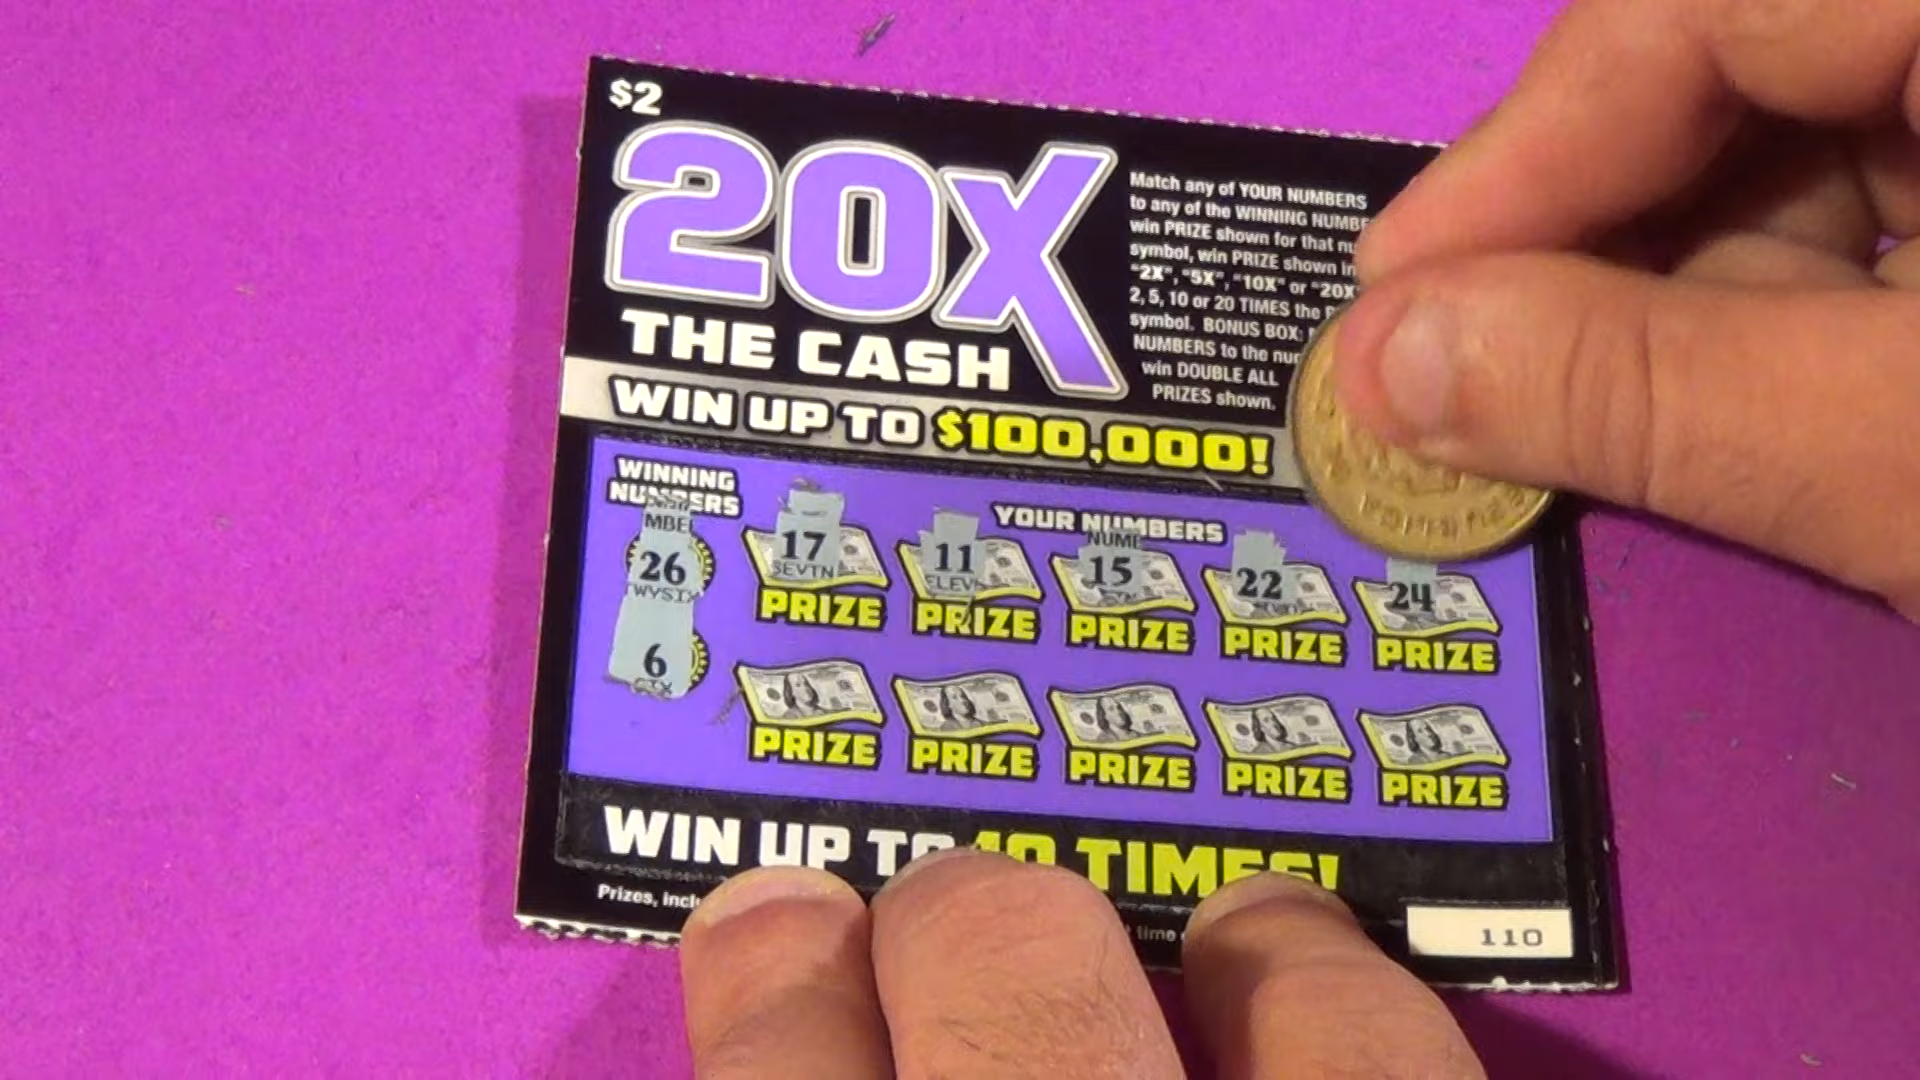 $2
20X
THE CASH
Match any of YOUR NUMBERS
to any of the WINNING
win PRIZE shown for that
symbol, win PRIZE shown
"2X", "5X", "10X" or "20X
2, 5, 10 or 20 TIMES the
symbol. BONUS BOX:
NUMBERS to the
win DOUBLE ALL
PRIZES shown.
WIN UP TO $100,000!
WINNING
NUMBERS
YOUR NUMBERS
26
6
SIX
17
SEVTN
11
15
22
24
PRIZE PRIZE PRIZE PRIZE PRIZE
PRIZE PRIZE PRIZE PRIZE PRIZE
WIN UP TO 10 TIMES!
Prizes,
time
110